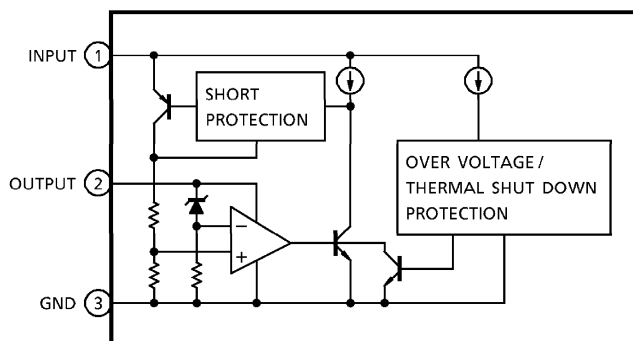 INPUT 1
SHORT
PROTECTION
OVER VOLTAGE /
THERMAL SHUT DOWN
PROTECTION
OUTPUT 2
−
+
GND 3